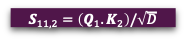 S₁₁,₂ = (Q₁.K₂)/√D